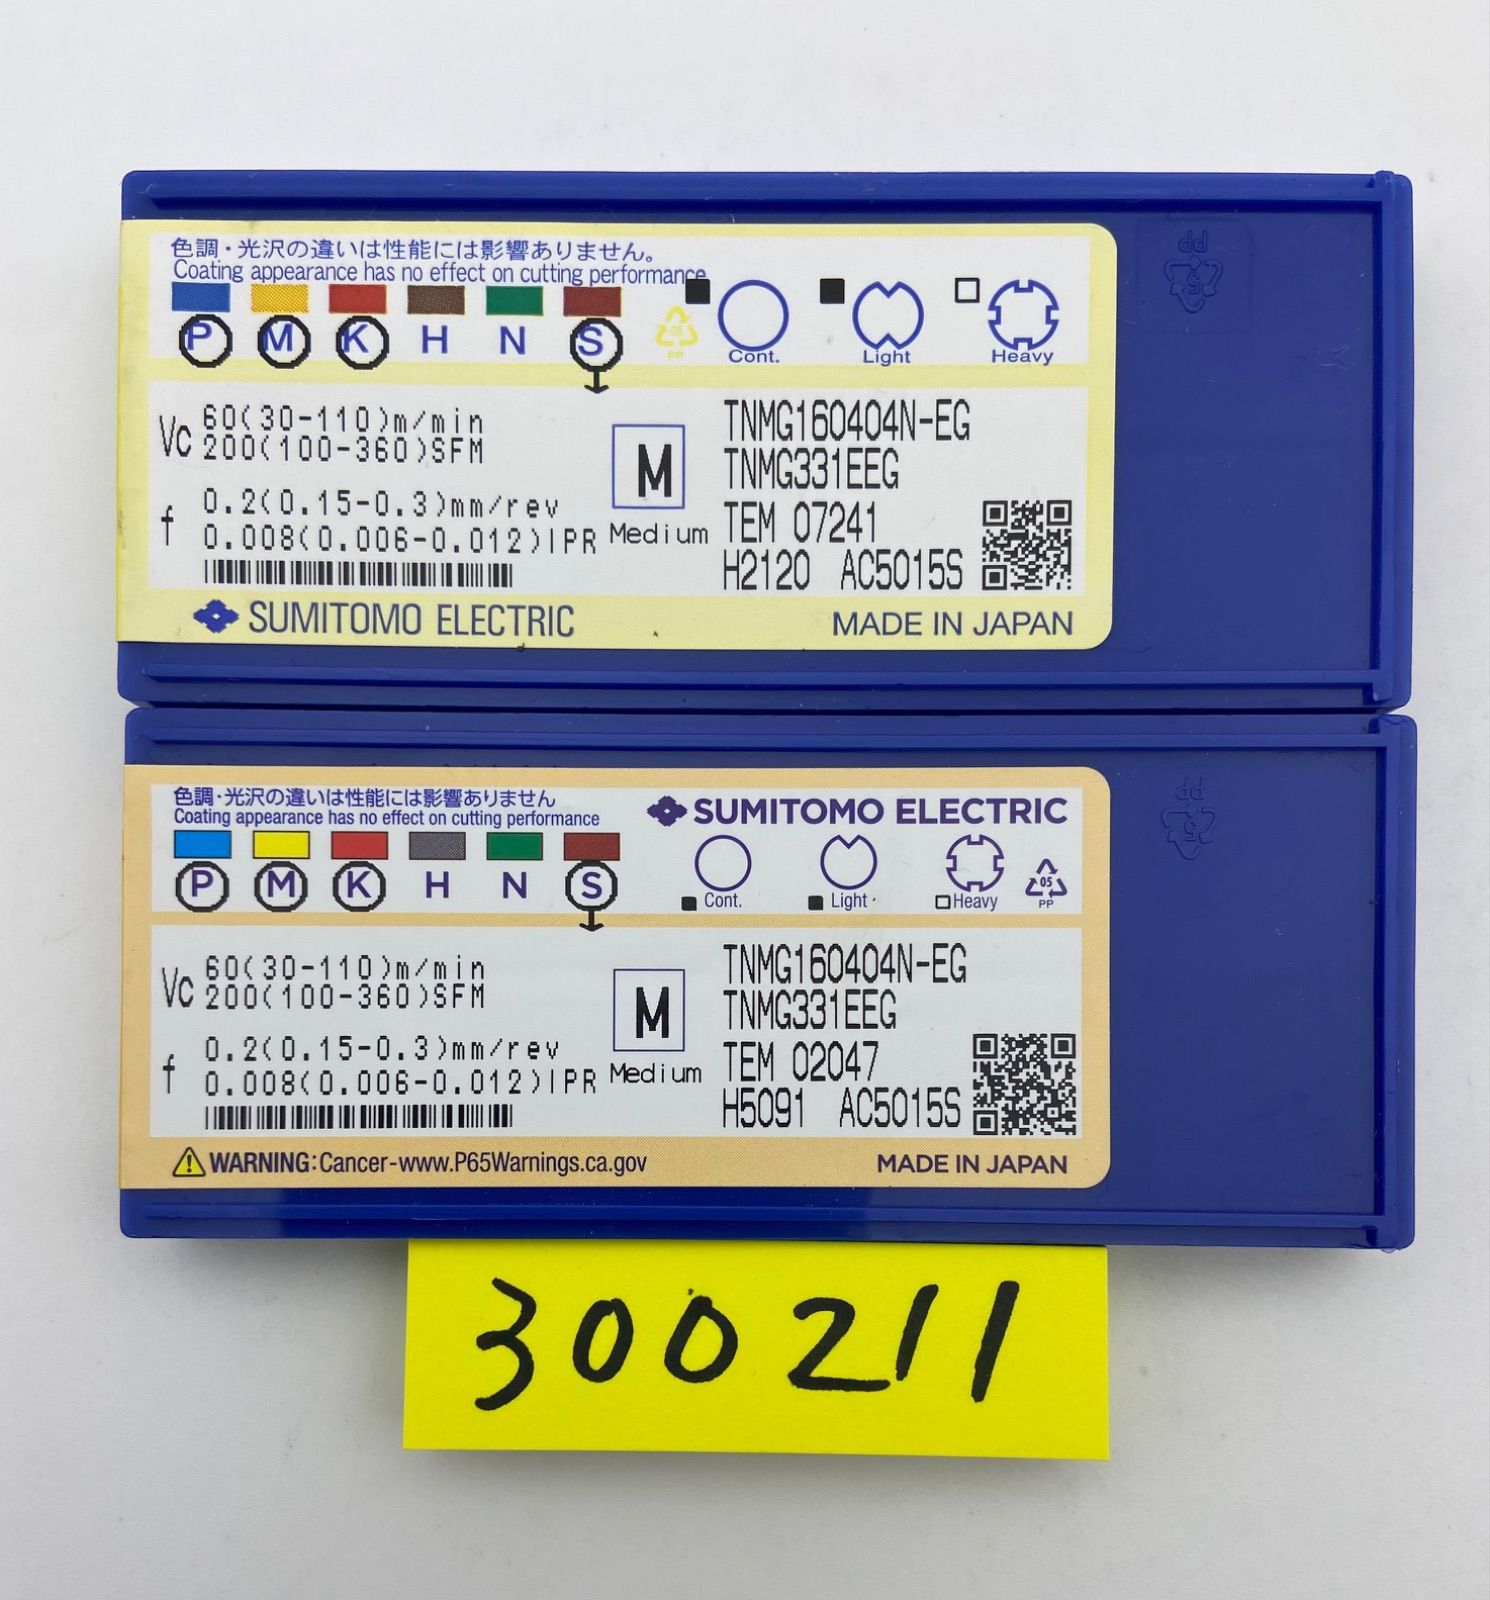 色調・光沢の違いは性能には影響ありません。
Coating appearance has no effect on cutting performance
P M K H N S
05
PP
Cont. Light Heavy
Vc 60(30-110)m/min
200(100-360)SFM
f 0.2(0.15-0.3)mm/rev
0.008(0.006-0.012)IPR
M
Medium
TNMG160404N-EG
TNMG331EEG
TEM 07241
H2120 AC5015S
SUMITOMO ELECTRIC
MADE IN JAPAN
PP
5
色調・光沢の違いは性能には影響ありません
Coating appearance has no effect on cutting performance
SUMITOMO ELECTRIC
P M K H N S
Cont. Light Heavy
05
PP
Vc 60(30-110)m/min
200(100-360)SFM
f 0.2(0.15-0.3)mm/rev
0.008(0.006-0.012)IPR
M
Medium
TNMG160404N-EG
TNMG331EEG
TEM 02047
H5091 AC5015S
WARNING:Cancer-www.P65Warnings.ca.gov
MADE IN JAPAN
PP
5
300211